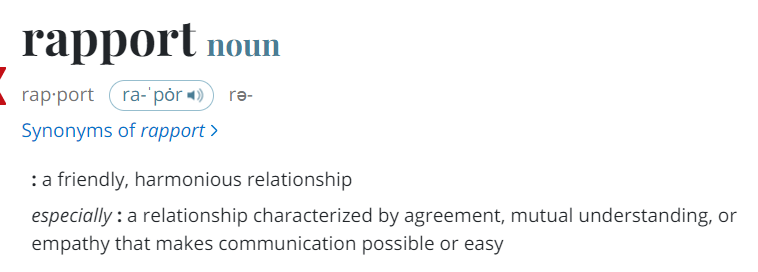 rapport noun
rap·port ra-ˈpȯr rə-
Synonyms of rapport >
: a friendly, harmonious relationship
especially : a relationship characterized by agreement, mutual understanding, or
empathy that makes communication possible or easy